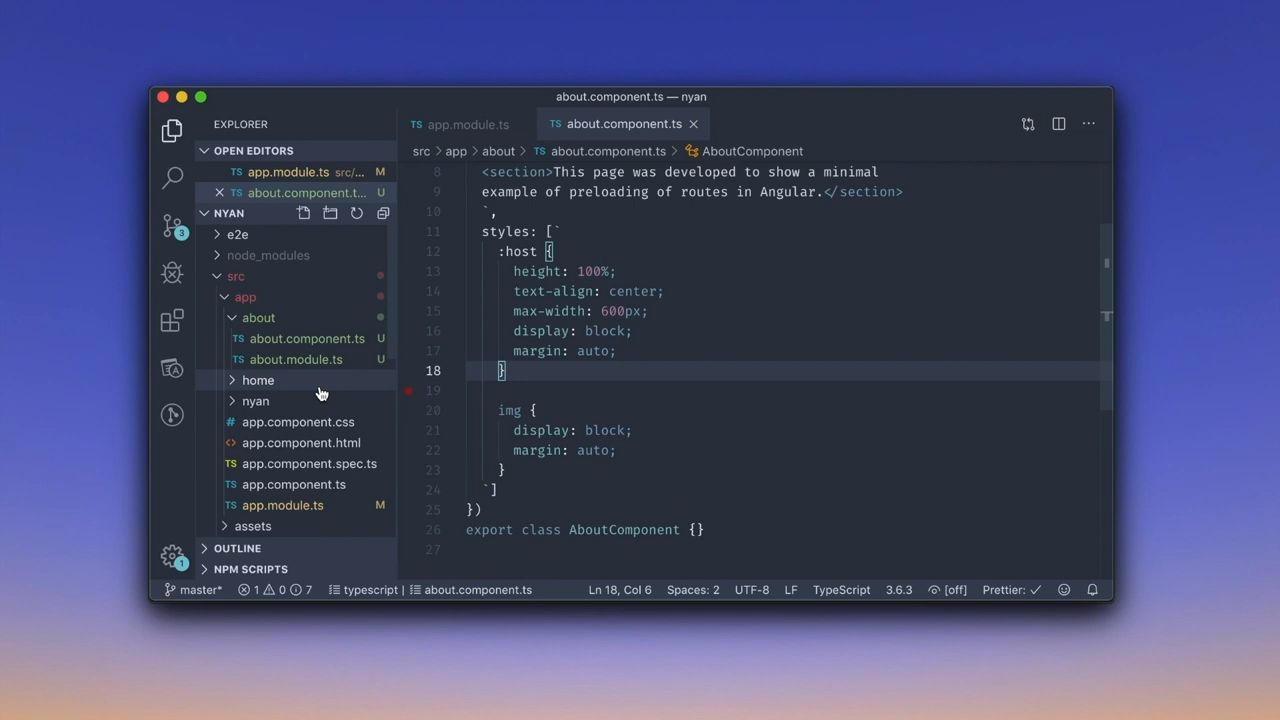 about.component.ts — nyan
EXPLORER
OPEN EDITORS
TS app.module.ts src/... M
TS about.component.t... U
NYAN
e2e
node_modules
src
app
about
TS about.component.ts U
TS about.module.ts U
home
nyan
# app.component.css
<> app.component.html
TS app.component.spec.ts
TS app.component.ts
TS app.module.ts M
assets
OUTLINE
NPM SCRIPTS
3
1
TS app.module.ts
TS about.component.ts
src > app > about > TS about.component.ts > AboutComponent
8 <section>This page was developed to show a minimal
9 example of preloading of routes in Angular.</section>
10 `,
11 styles: [`
12 :host {
13 height: 100%;
14 text-align: center;
15 max-width: 600px;
16 display: block;
17 margin: auto;
18 }
19
20 img {
21 display: block;
22 margin: auto;
23 }
24 `]
25 })
26 export class AboutComponent {}
27
master* 1 0 7 typescript | about.component.ts Ln 18, Col 6 Spaces: 2 UTF-8 LF TypeScript 3.6.3 [off] Prettier: ✓